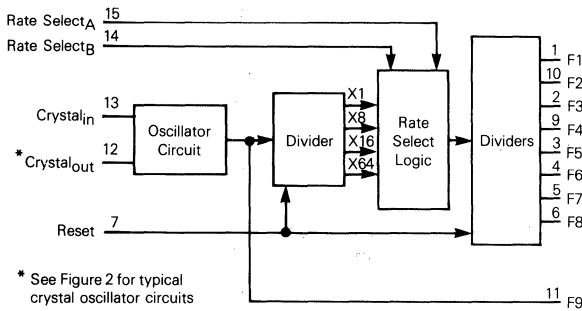 Rate SelectA 15
Rate SelectB 14
Crystalin 13
* Crystalout 12
Reset 7
Oscillator
Circuit
Divider
X1
X8
X16
X64
Rate
Select
Logic
Dividers
1 F1
10 F2
2 F3
9 F4
3 F5
4 F6
5 F7
6 F8
11 F9
* See Figure 2 for typical
crystal oscillator circuits